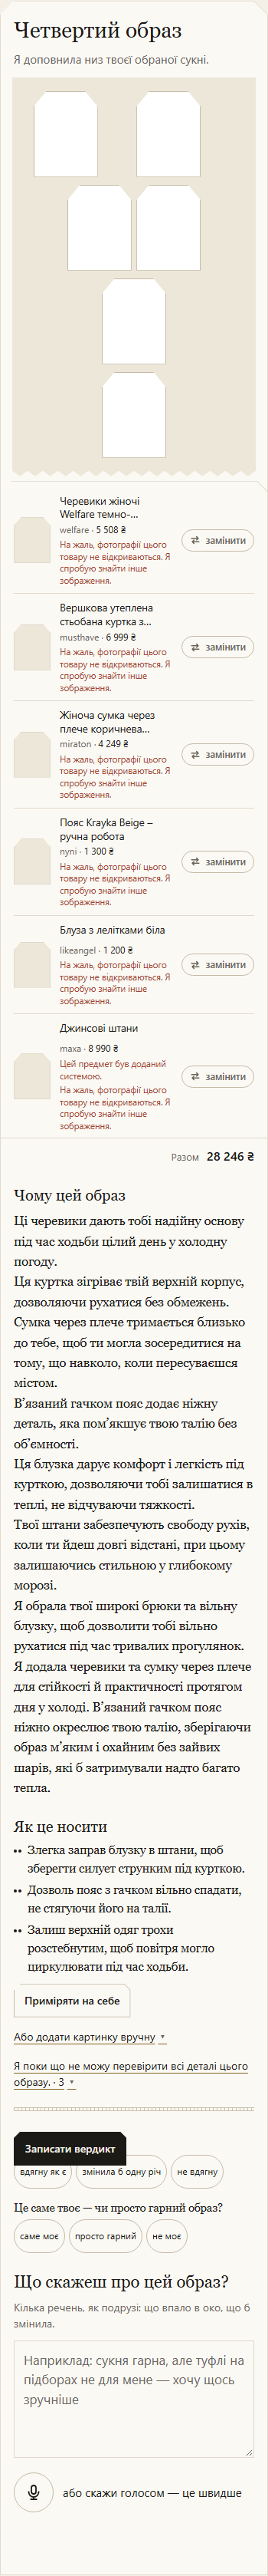 Четвертий образ
Я доповнила низ твоєї обраної сукні.
Черевики жіночі
Welfare темно-...
welfare · 5 508 ₴
На жаль, фотографії цього
товару не відкриваються. Я
спробую знайти інше
зображення.
замінити
Вершкова утеплена
стьобана куртка з...
musthave · 6 999 ₴
На жаль, фотографії цього
товару не відкриваються. Я
спробую знайти інше
зображення.
замінити
Жіноча сумка через
плече коричнева...
miraton · 4 249 ₴
На жаль, фотографії цього
товару не відкриваються. Я
спробую знайти інше
зображення.
замінити
Пояс Krayka Beige –
ручна робота
nyni · 1 300 ₴
На жаль, фотографії цього
товару не відкриваються. Я
спробую знайти інше
зображення.
замінити
Блуза з лелітками біла
likeangel · 1 200 ₴
На жаль, фотографії цього
товару не відкриваються. Я
спробую знайти інше
зображення.
замінити
Джинсові штани
maxa · 8 990 ₴
Цей предмет був доданий
системою.
На жаль, фотографії цього
товару не відкриваються. Я
спробую знайти інше
зображення.
замінити
Разом 28 246 ₴
Чому цей образ
Ці черевики дають тобі надійну основу
під час ходьби цілий день у холодну
погоду.
Ця куртка зігріває твій верхній корпус,
дозволяючи рухатися без обмежень.
Сумка через плече тримається близько
до тебе, щоб ти могла зосередитися на
тому, що навколо, коли пересуваєшся
містом.
В’язаний гачком пояс додає ніжну
деталь, яка пом’якшує твою талію без
об’ємності.
Ця блузка дарує комфорт і легкість під
курткою, дозволяючи тобі залишатися в
теплі, не відчуваючи тяжкості.
Твої штани забезпечують свободу рухів,
коли ти йдеш довгі відстані, при цьому
залишаючись стильною у глибокому
морозі.
Я обрала твої широкі брюки та вільну
блузку, щоб дозволити тобі вільно
рухатися під час тривалих прогулянок.
Я додала черевики та сумку через плече
для стійкості й практичності протягом
дня у холоді. В’язаний гачком пояс
ніжно окреслює твою талію, зберігаючи
образ м’яким і охайним без зайвих
шарів, які б затримували надто багато
тепла.
Як це носити
Злегка заправ блузку в штани, щоб
зберегти силует струнким під курткою.
Дозволь пояс з гачком вільно спадати,
не стягуючи його на талії.
Залиш верхній одяг трохи
розстебнутим, щоб повітря могло
циркулювати під час ходьби.
Приміряти на себе
Або додати картинку вручну
Я поки що не можу перевірити всі деталі цього
образу. · 3
Записати вердикт
вдягну як є
змінила б одну річ
не вдягну
Це саме твоє — чи просто гарний образ?
саме моє
просто гарний
не моє
Що скажеш про цей образ?
Кілька речень, як подрузі: що впало в око, що б
змінила.
Наприклад: сукня гарна, але туфлі на
підборах не для мене — хочу щось
зручніше
або скажи голосом — це швидше